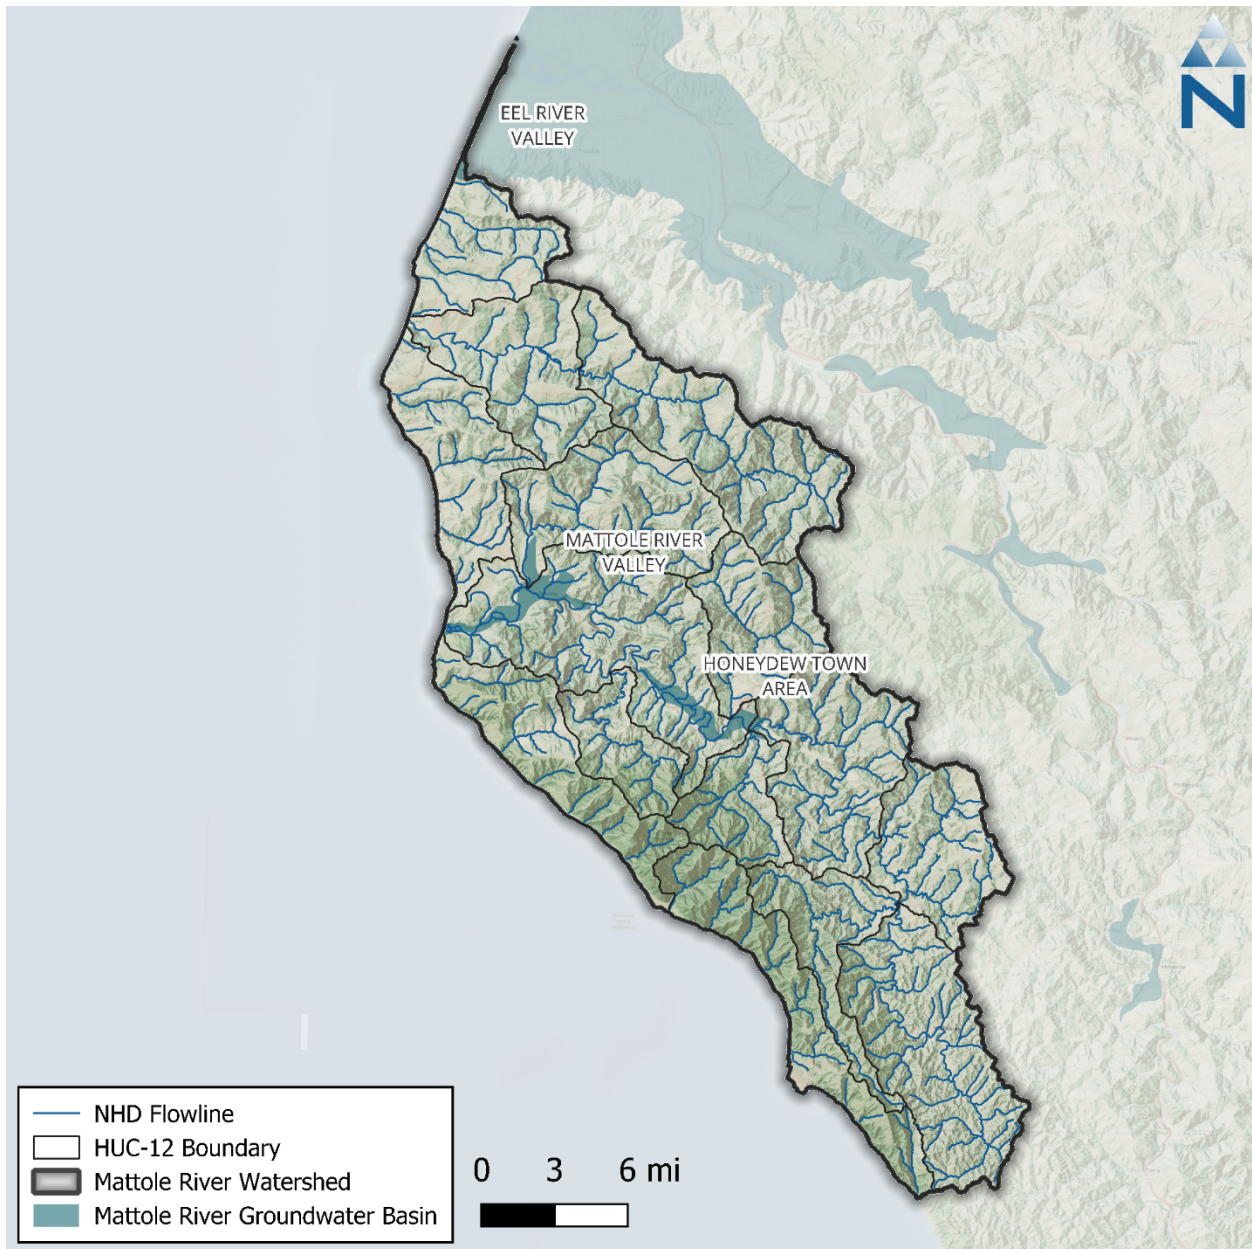 N
EEL RIVER
VALLEY
MATTOLE RIVER
VALLEY
HONEYDEW TOWN
AREA
NHD Flowline
HUC-12 Boundary
Mattole River Watershed
Mattole River Groundwater Basin
0 3 6 mi